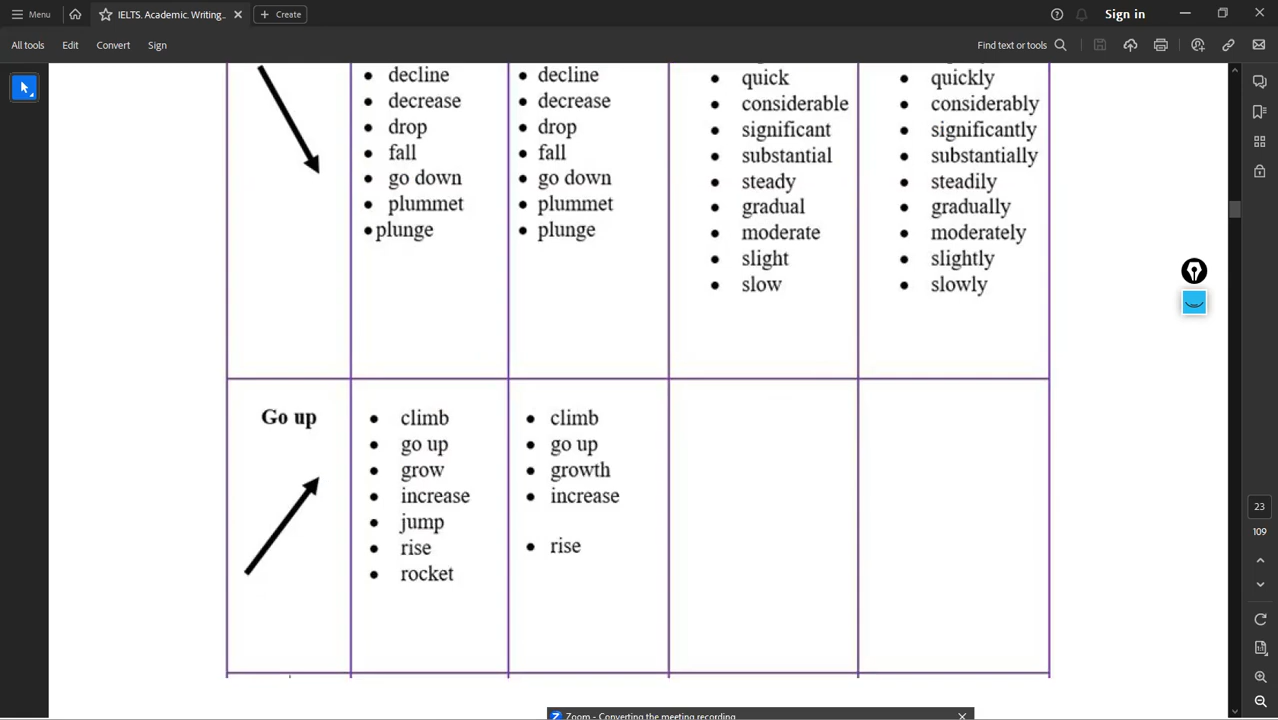 Menu
IELTS. Academic. Writing...
Create
Sign in
All tools
Edit
Convert
Sign
Find text or tools
decline
decrease
drop
fall
go down
plummet
plunge
decline
decrease
drop
fall
go down
plummet
plunge
quick
considerable
significant
substantial
steady
gradual
moderate
slight
slow
quickly
considerably
significantly
substantially
steadily
gradually
moderately
slightly
slowly
Go up
climb
go up
grow
increase
jump
rise
rocket
climb
go up
growth
increase
rise
23
109
Zoom - Converting the meeting recording